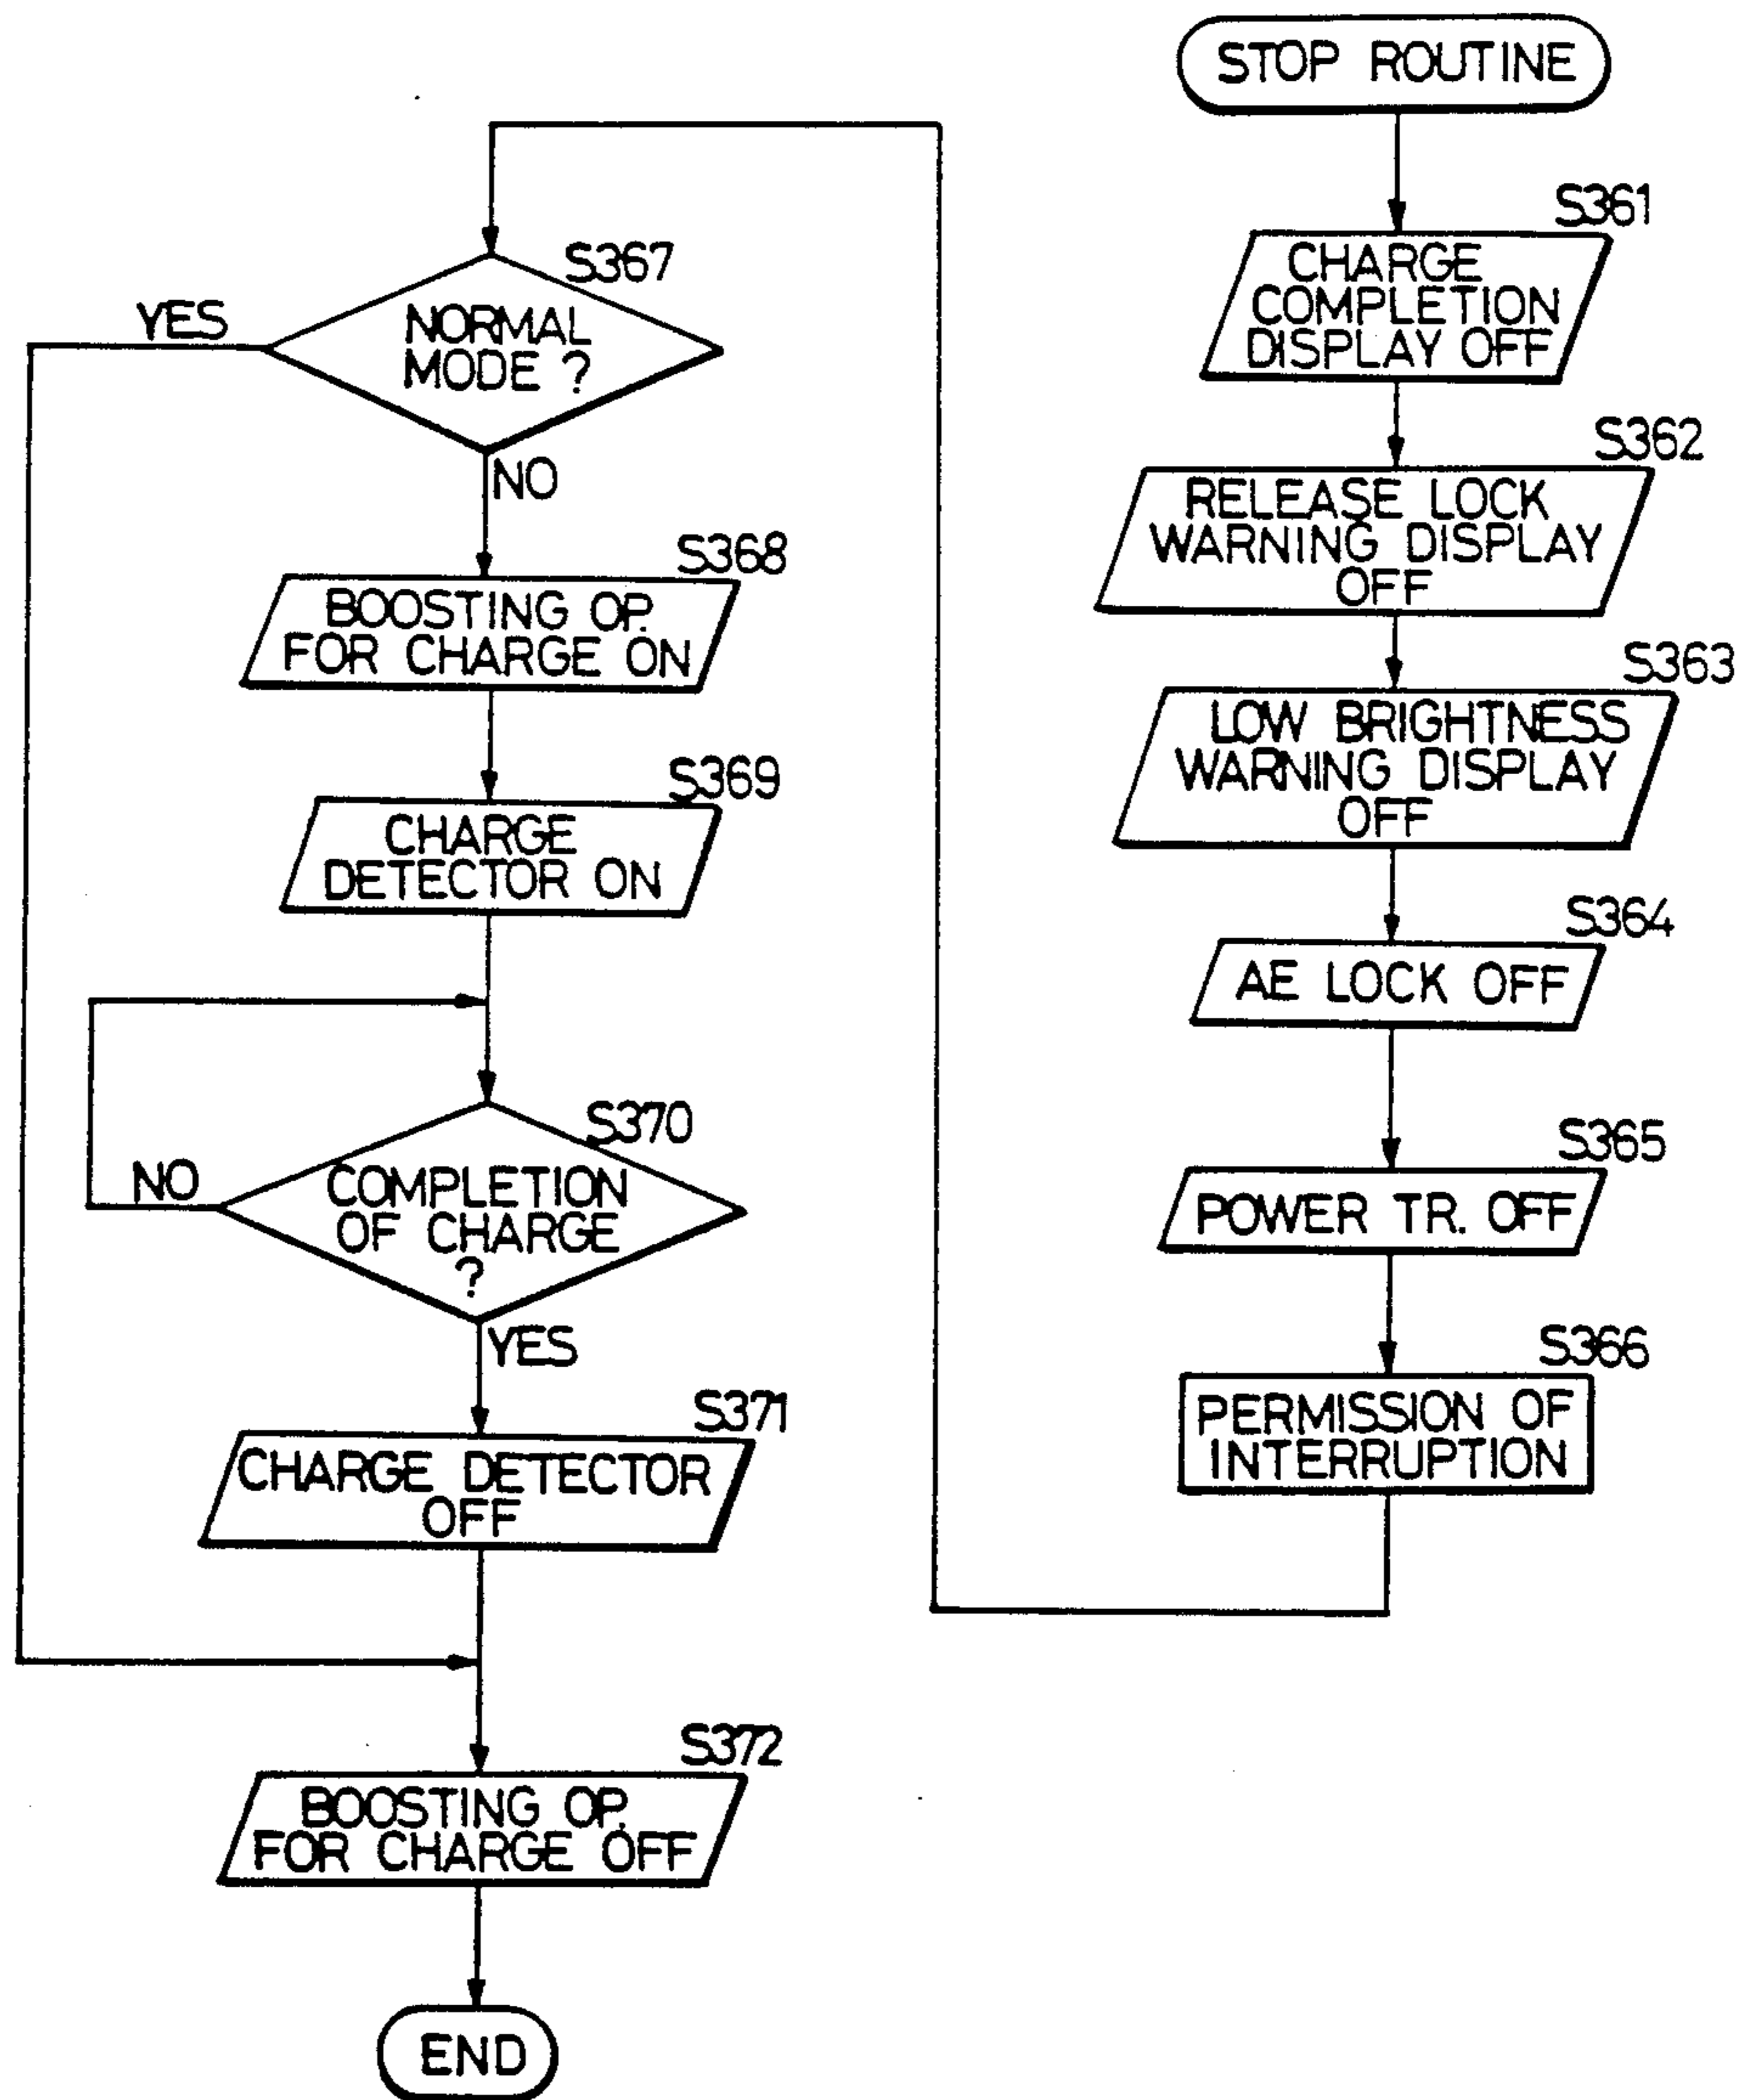 STOP ROUTINE
S361
CHARGE
COMPLETION
DISPLAY OFF
S362
RELEASE LOCK
WARNING DISPLAY
OFF
S363
LOW BRIGHTNESS
WARNING DISPLAY
OFF
S364
AE LOCK OFF
S365
POWER TR. OFF
S366
PERMISSION OF
INTERRUPTION
S367
NORMAL
MODE ?
YES
NO
S368
BOOSTING OP.
FOR CHARGE ON
S369
CHARGE
DETECTOR ON
S370
COMPLETION
OF CHARGE
?
NO
YES
S371
CHARGE DETECTOR
OFF
S372
BOOSTING OP.
FOR CHARGE OFF
END